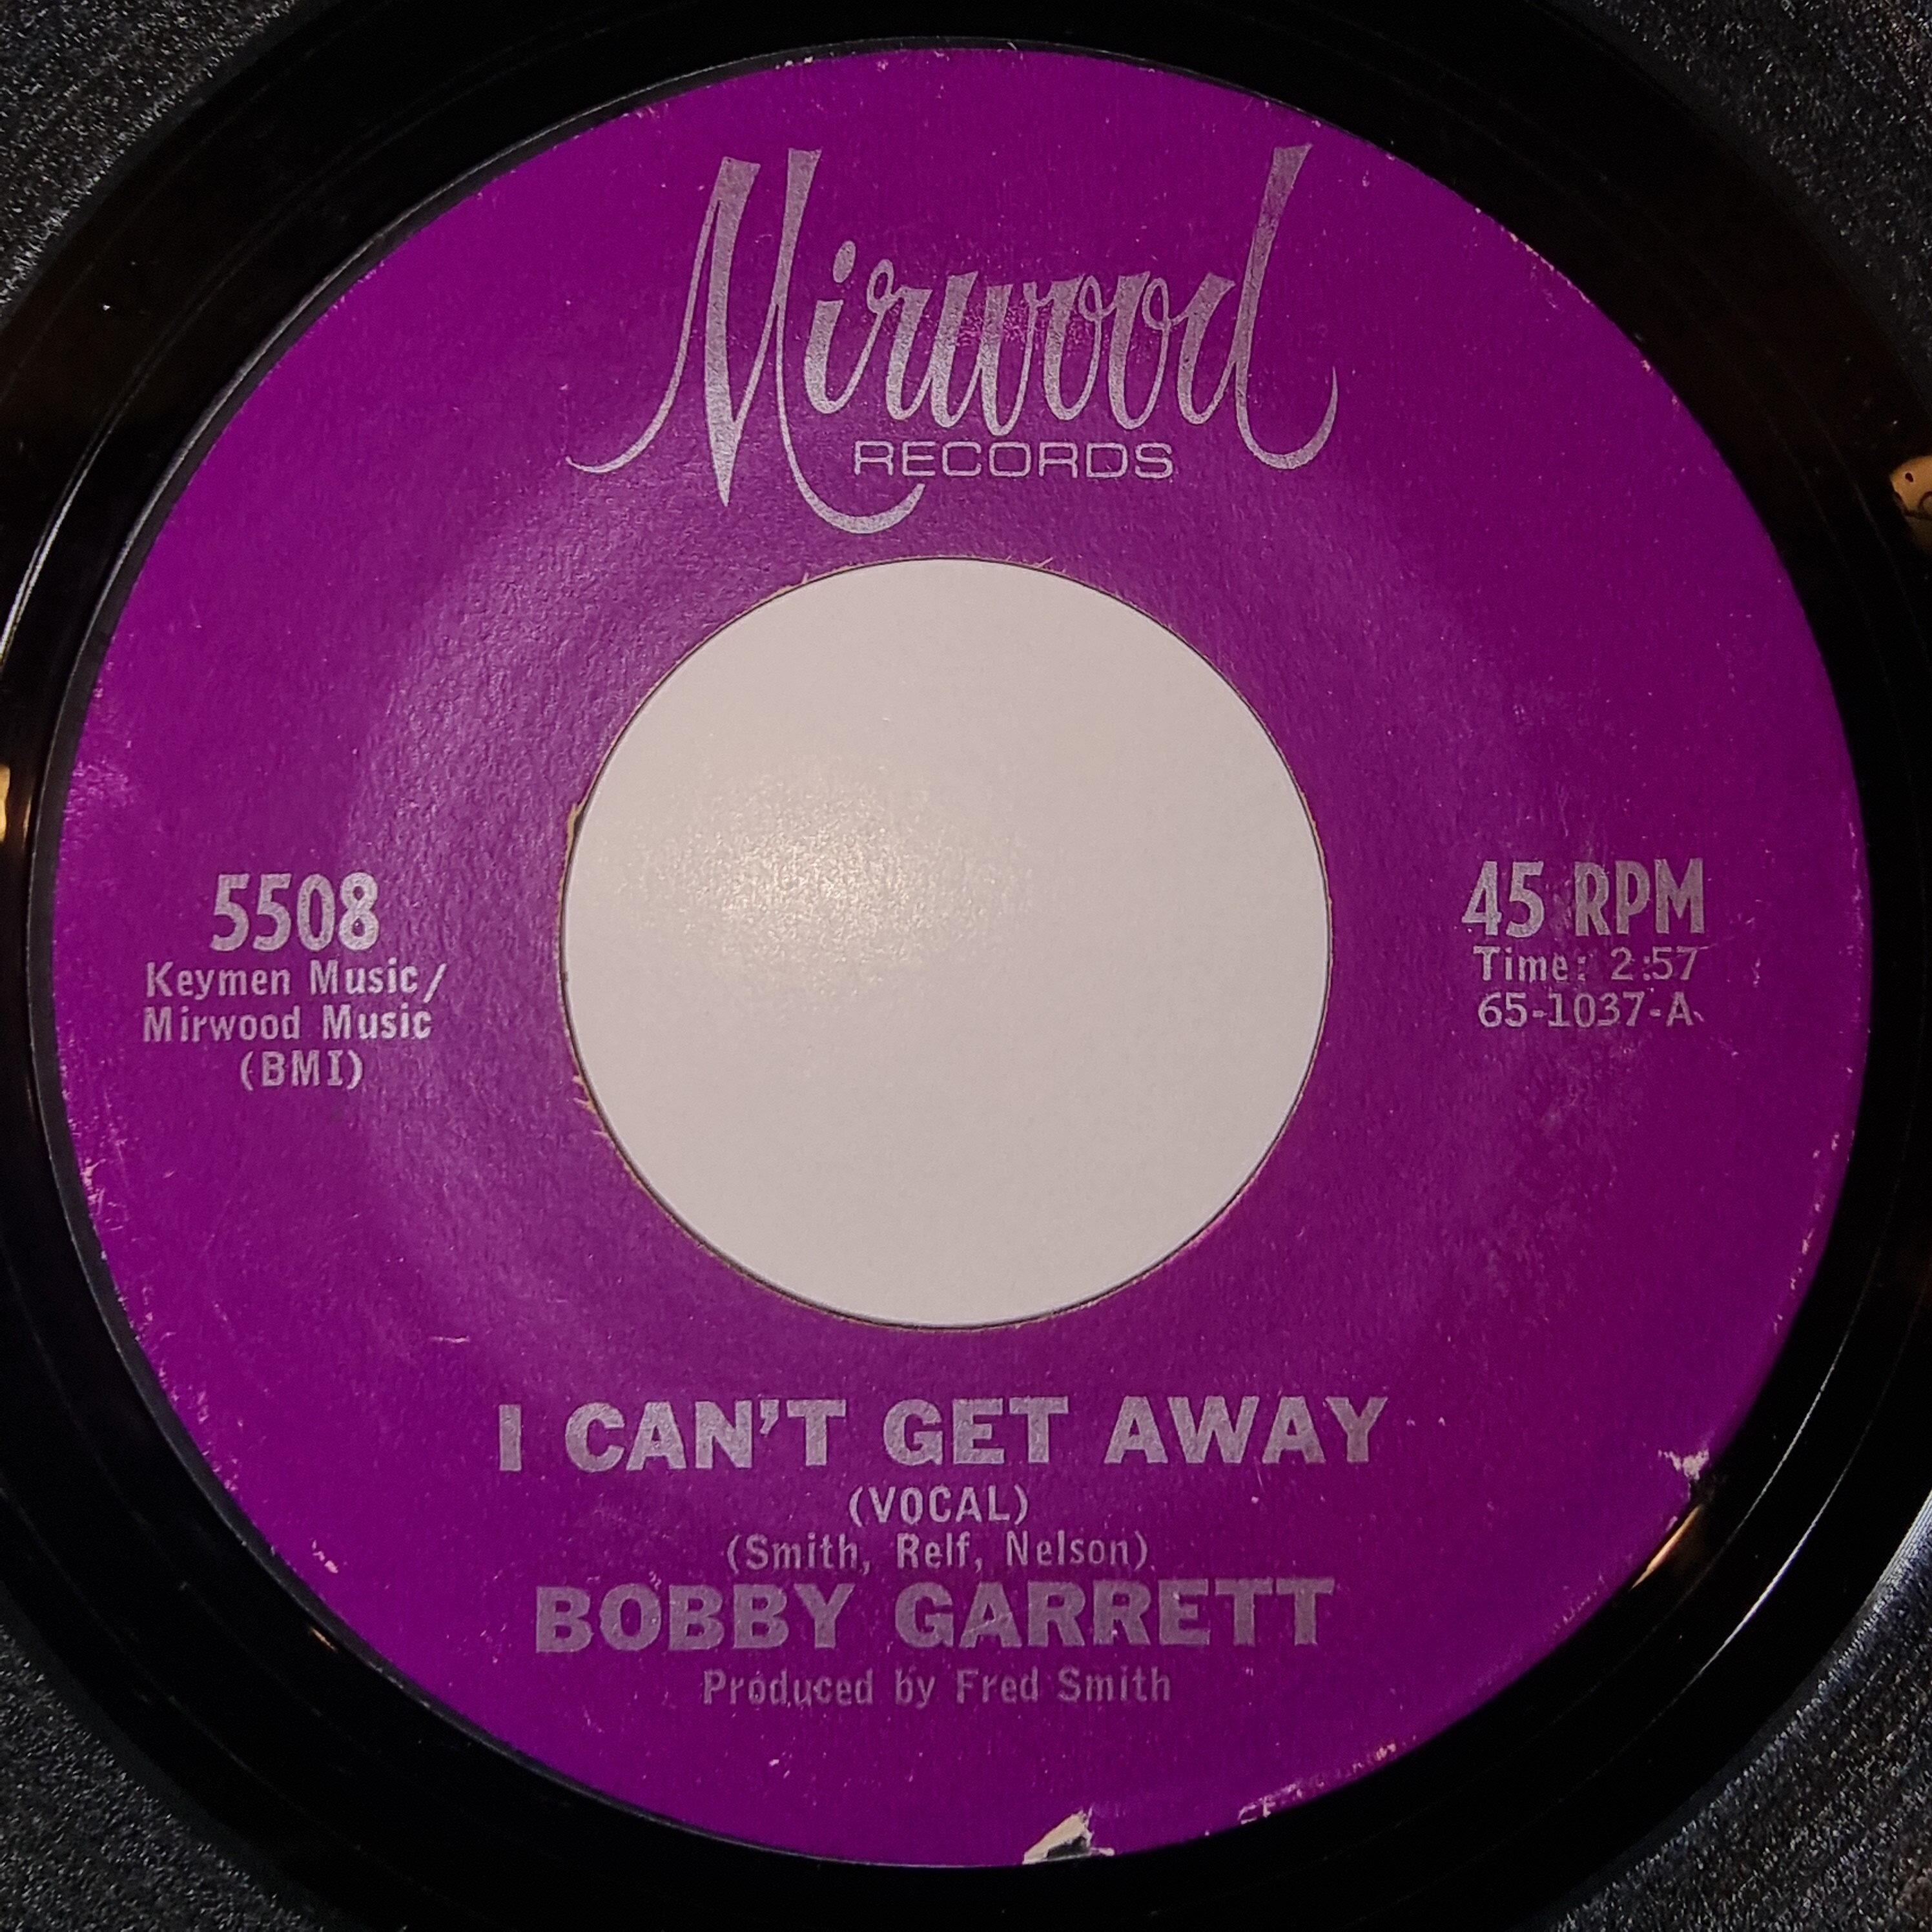 Mirwood
RECORDS
5508
Keymen Music/
Mirwood Music
(BMI)
45 RPM
Time: 2:57
65-1037-A
I CAN'T GET AWAY
(VOCAL)
(Smith, Relf, Nelson)
BOBBY GARRETT
Produced by Fred Smith